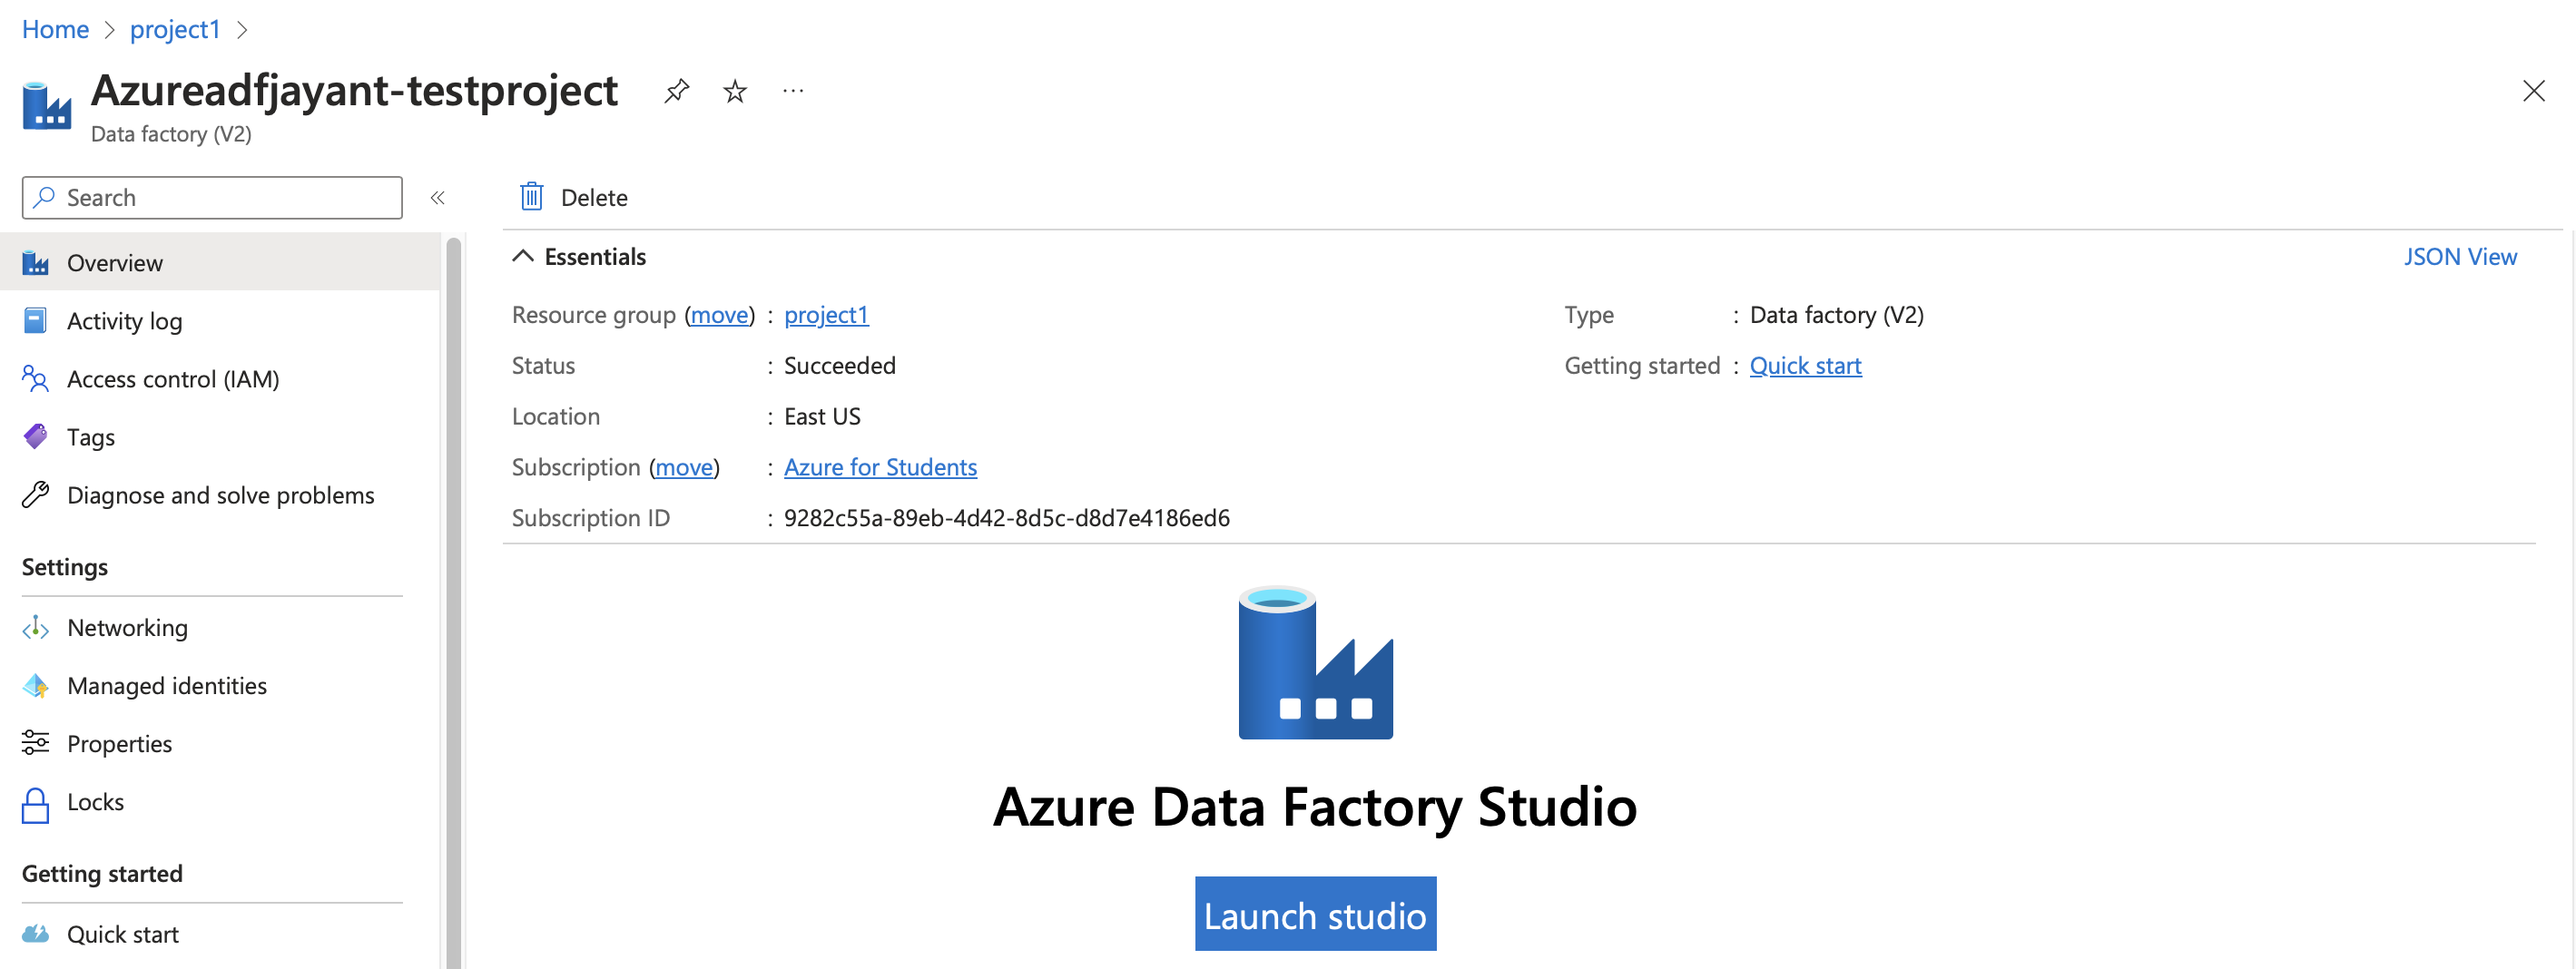 Home > project1 >
Azureadfjayant-testproject ...
Data factory (V2)
Search «
Overview
Activity log
Access control (IAM)
Tags
Diagnose and solve problems
Settings
Networking
Managed identities
Properties
Locks
Getting started
Quick start
Delete
Essentials
JSON View
Resource group (move) : project1
Status : Succeeded
Location : East US
Subscription (move) : Azure for Students
Subscription ID : 9282c55a-89eb-4d42-8d5c-d8d7e4186ed6
Type : Data factory (V2)
Getting started : Quick start
Azure Data Factory Studio
Launch studio